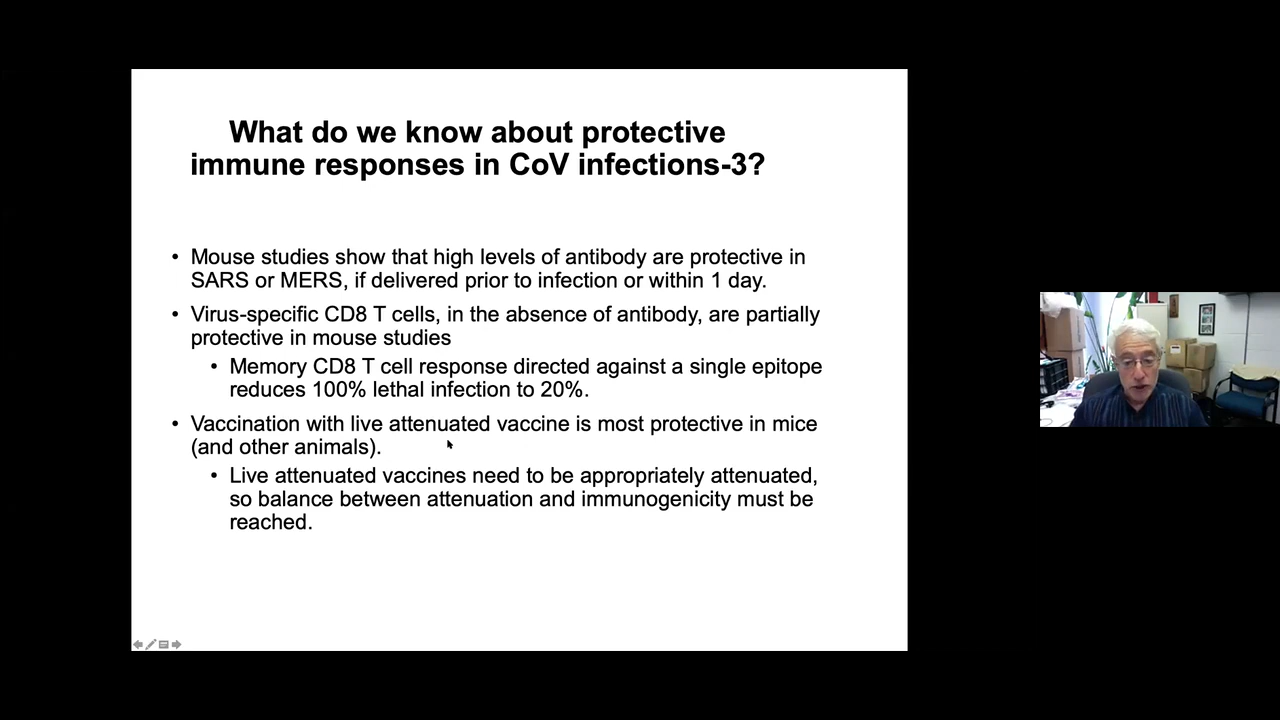 What do we know about protective
immune responses in CoV infections-3?
• Mouse studies show that high levels of antibody are protective in
SARS or MERS, if delivered prior to infection or within 1 day.
• Virus-specific CD8 T cells, in the absence of antibody, are partially
protective in mouse studies
• Memory CD8 T cell response directed against a single epitope
reduces 100% lethal infection to 20%.
• Vaccination with live attenuated vaccine is most protective in mice
(and other animals).
• Live attenuated vaccines need to be appropriately attenuated,
so balance between attenuation and immunogenicity must be
reached.